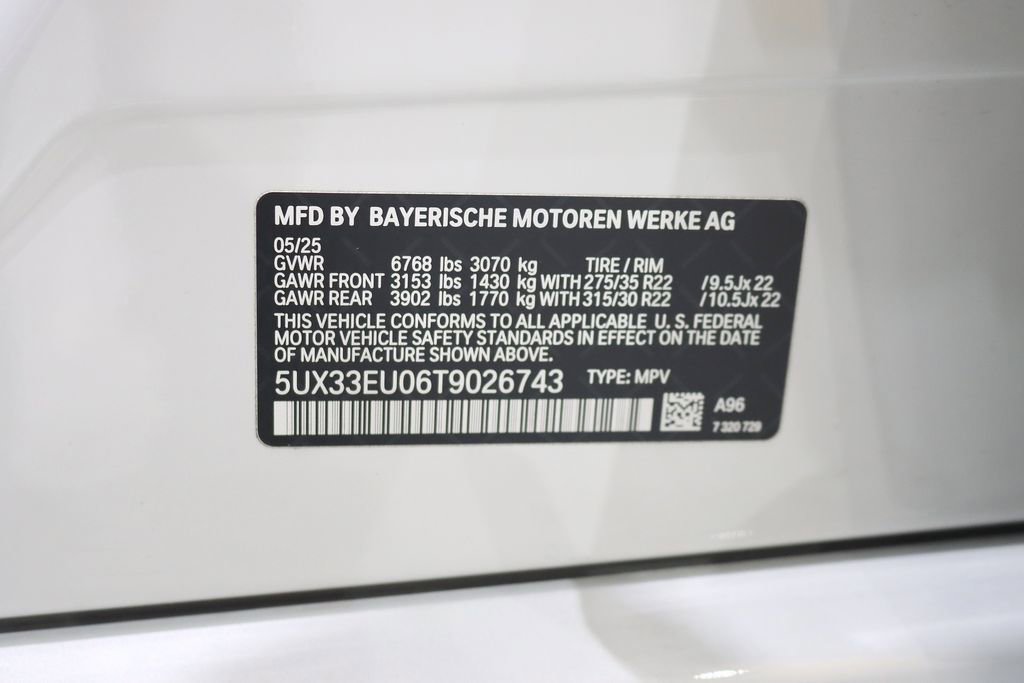 MFD BY BAYERISCHE MOTOREN WERKE AG
05/25
GVWR 6768 lbs 3070 kg TIRE / RIM
GAWR FRONT 3153 lbs 1430 kg WITH 275/35 R22 /9.5Jx22
GAWR REAR 3902 lbs 1770 kg WITH 315/30 R22 /10.5Jx22
THIS VEHICLE CONFORMS TO ALL APPLICABLE U. S. FEDERAL
MOTOR VEHICLE SAFETY STANDARDS IN EFFECT ON THE DATE
OF MANUFACTURE SHOWN ABOVE.
5UX33EU06T9026743 TYPE: MPV
A96
7 320 729